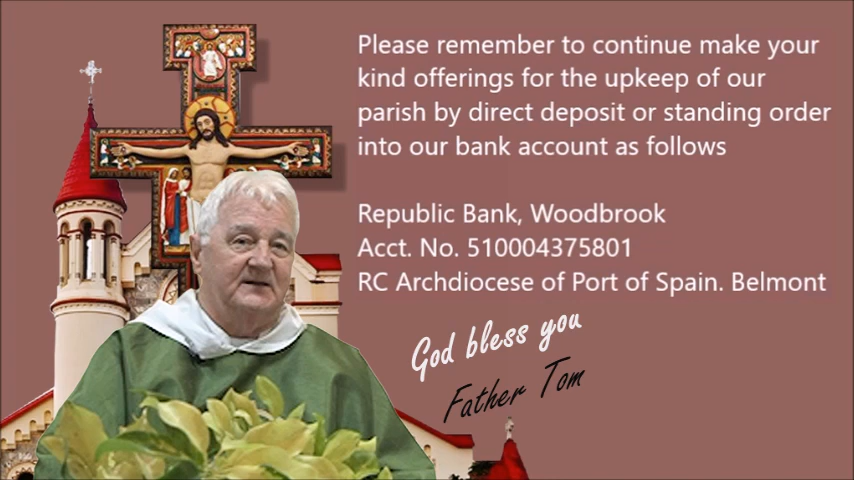 Please remember to continue make your
kind offerings for the upkeep of our
parish by direct deposit or standing order
into our bank account as follows
Republic Bank, Woodbrook
Acct. No. 510004375801
RC Archdiocese of Port of Spain. Belmont
God bless you
Father Tom